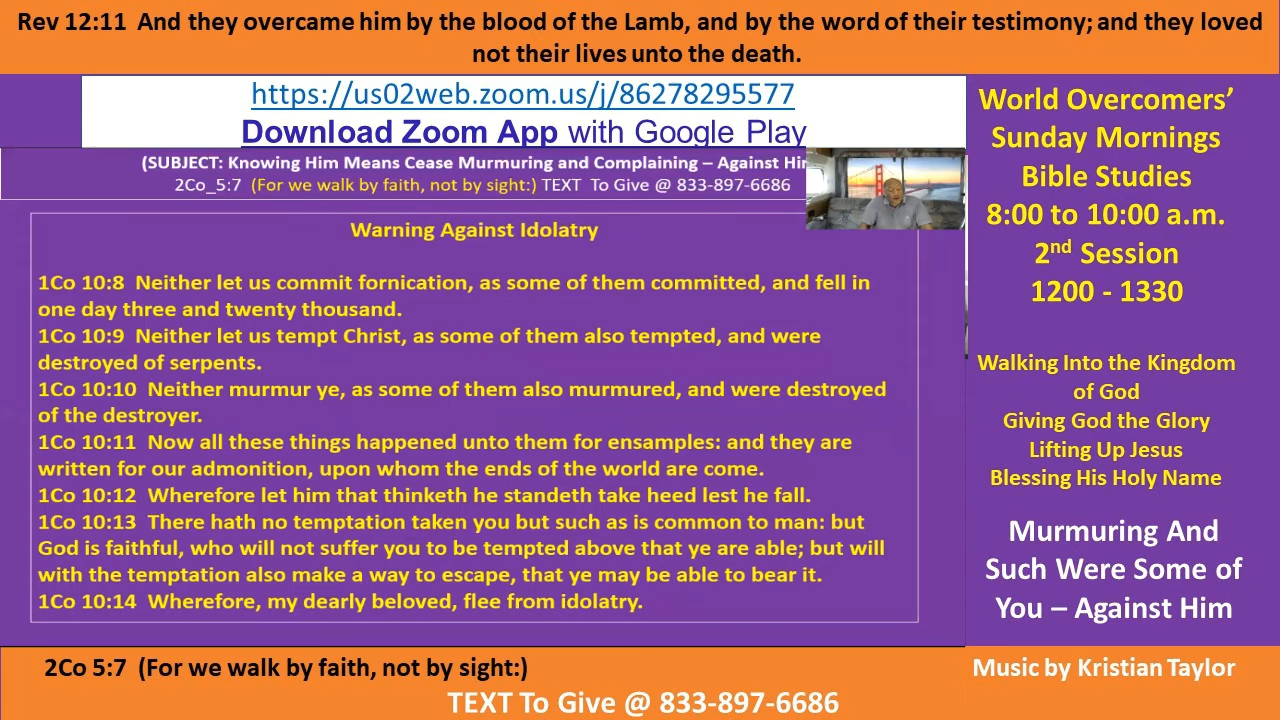 Rev 12:11  And they overcame him by the blood of the Lamb, and by the word of their testimony; and they loved
not their lives unto the death.
https://us02web.zoom.us/j/86278295577
Download Zoom App with Google Play
(SUBJECT: Knowing Him Means Cease Murmuring and Complaining – Against
2Co_5:7  (For we walk by faith, not by sight:) TEXT  To Give @ 833-897-6686
Warning Against Idolatry
1Co 10:8  Neither let us commit fornication, as some of them committed, and fell in
one day three and twenty thousand.
1Co 10:9  Neither let us tempt Christ, as some of them also tempted, and were
destroyed of serpents.
1Co 10:10  Neither murmur ye, as some of them also murmured, and were destroyed
of the destroyer.
1Co 10:11  Now all these things happened unto them for ensamples: and they are
written for our admonition, upon whom the ends of the world are come.
1Co 10:12  Wherefore let him that thinketh he standeth take heed lest he fall.
1Co 10:13  There hath no temptation taken you but such as is common to man: but
God is faithful, who will not suffer you to be tempted above that ye are able; but will
with the temptation also make a way to escape, that ye may be able to bear it.
1Co 10:14  Wherefore, my dearly beloved, flee from idolatry.
World Overcomers’
Sunday Mornings
Bible Studies
8:00 to 10:00 a.m.
2nd Session
1200 - 1330
Walking Into the Kingdom
of God
Giving God the Glory
Lifting Up Jesus
Blessing His Holy Name
Murmuring And
Such Were Some of
You – Against Him
2Co 5:7  (For we walk by faith, not by sight:)
Music by Kristian Taylor
TEXT To Give @ 833-897-6686